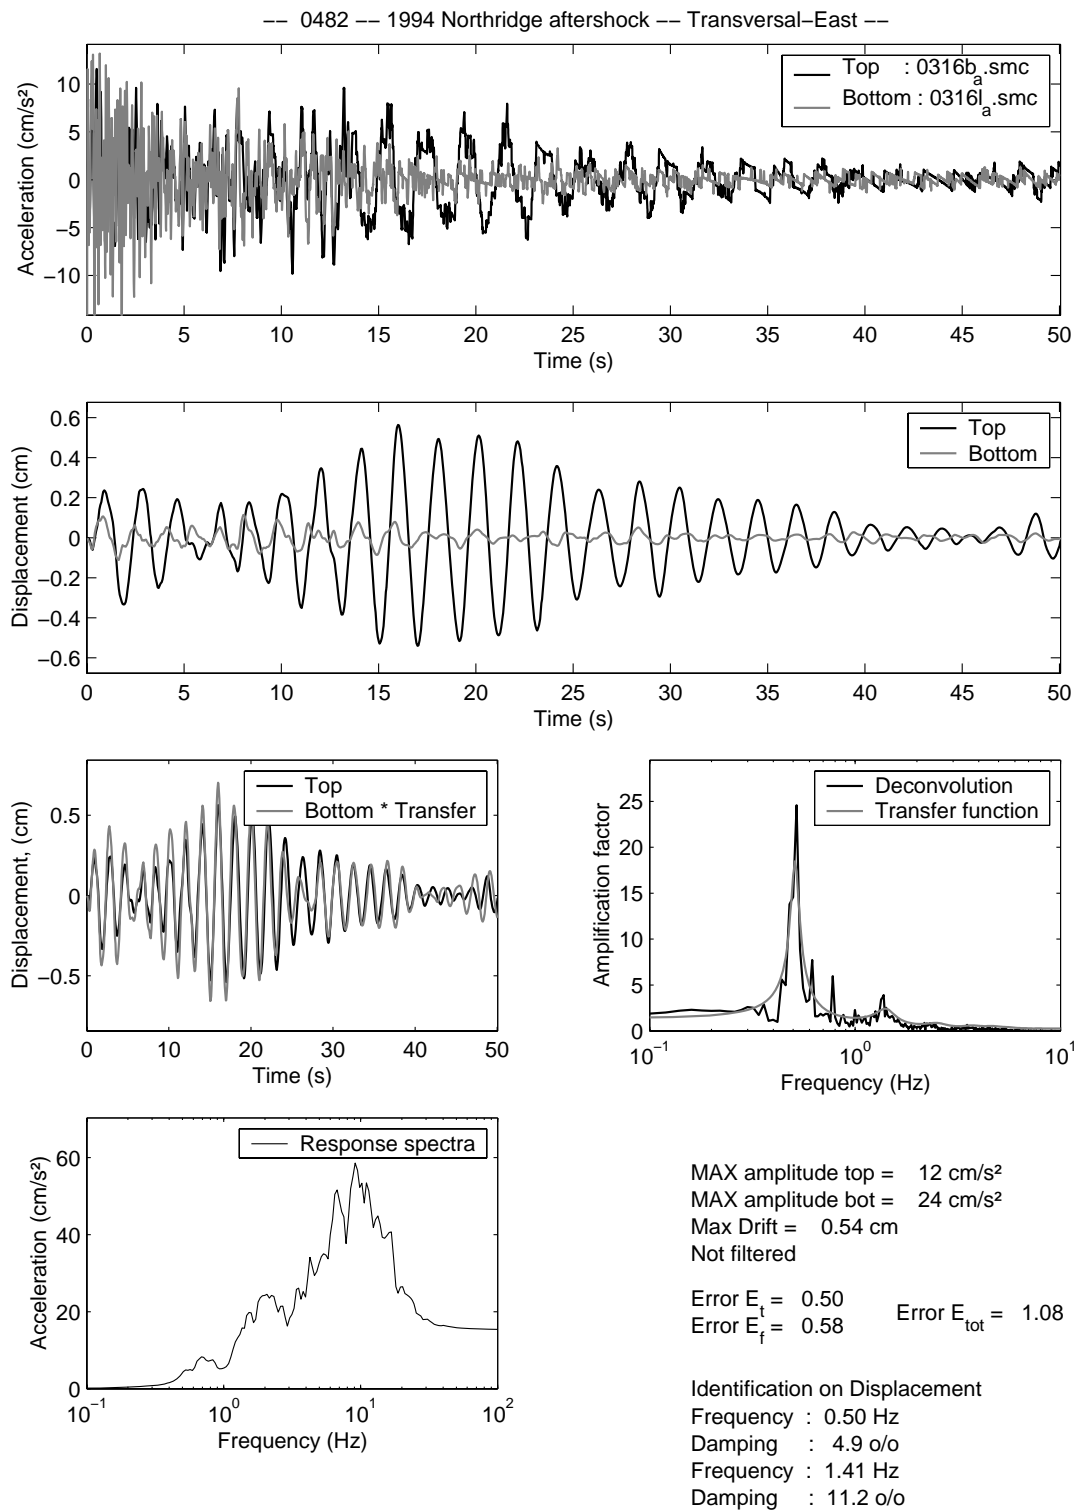 −− 0482 −− 1994 Northridge aftershock −− Transversal−East −−
Top : 0316b_a.smc
Bottom : 0316l_a.smc
Acceleration (cm/s²)
10
5
0
−5
−10
0 5 10 15 20 25 30 35 40 45 50
Time (s)
Top
Bottom
Displacement (cm)
0.6
0.4
0.2
0
−0.2
−0.4
−0.6
0 5 10 15 20 25 30 35 40 45 50
Time (s)
Top
Bottom * Transfer
Displacement, (cm)
0.5
0
−0.5
0 10 20 30 40 50
Time (s)
Deconvolution
Transfer function
Amplification factor
25
20
15
10
5
0
10^−1 10^0 10^1
Frequency (Hz)
Response spectra
Acceleration (cm/s²)
60
40
20
0
10^−1 10^0 10^1 10^2
Frequency (Hz)
MAX amplitude top = 12 cm/s²
MAX amplitude bot = 24 cm/s²
Max Drift = 0.54 cm
Not filtered
Error E_t = 0.50
Error E_f = 0.58
Error E_tot = 1.08
Identification on Displacement
Frequency : 0.50 Hz
Damping : 4.9 o/o
Frequency : 1.41 Hz
Damping : 11.2 o/o